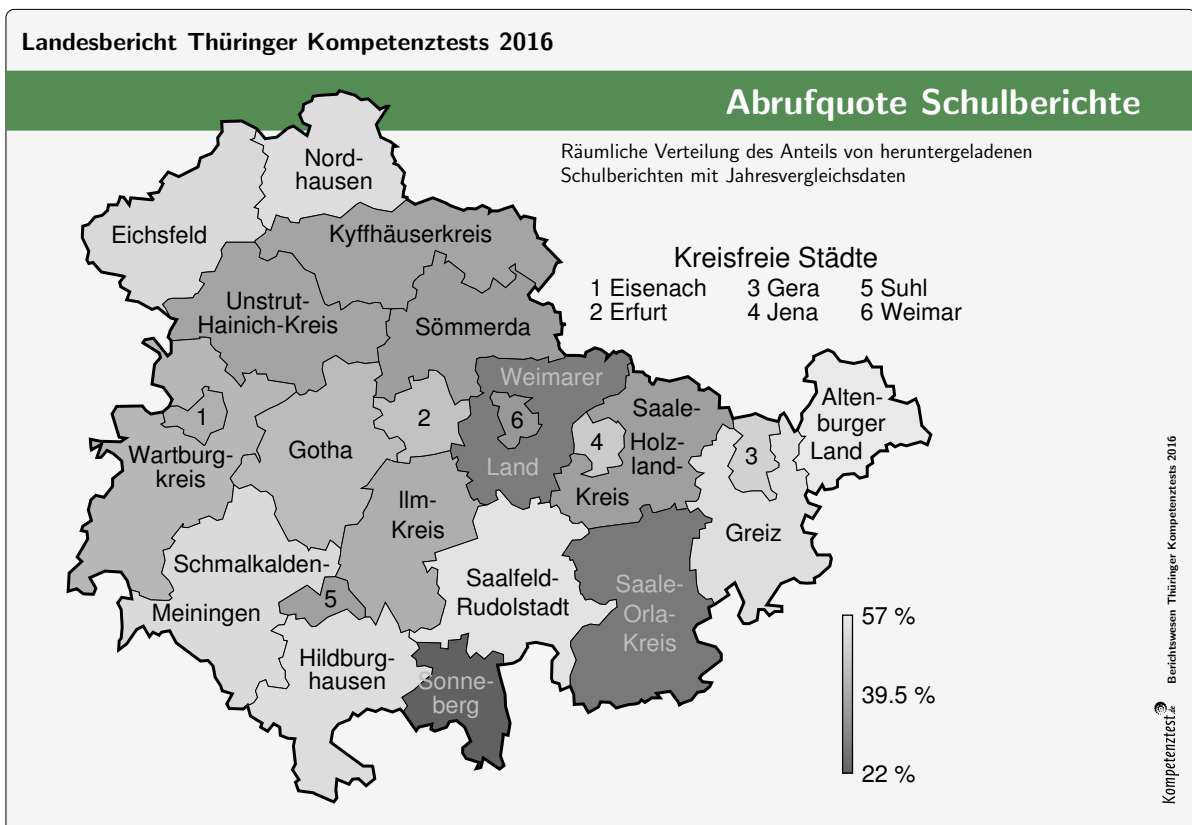 Landesbericht Thüringer Kompetenztests 2016
Abrufquote Schulberichte
Räumliche Verteilung des Anteils von heruntergeladenen
Schulberichten mit Jahresvergleichsdaten
Kreisfreie Städte
1 Eisenach 3 Gera 5 Suhl
2 Erfurt 4 Jena 6 Weimar
Nord-
hausen
Eichsfeld
Kyffhäuserkreis
Unstrut-
Hainich-Kreis
Sömmerda
Weimarer
Land
1
2
6
4
3
5
Saale-
Holz-
land-
Kreis
Alten-
burger
Land
Wartburg-
kreis
Gotha
Ilm-
Kreis
Greiz
Schmalkalden-
Meiningen
Saalfeld-
Rudolstadt
Saale-
Orla-
Kreis
Hildburg-
hausen
Sonne-
berg
57 %
39.5 %
22 %
Kompetenztest.de
Berichtswesen Thüringer Kompetenztests 2016